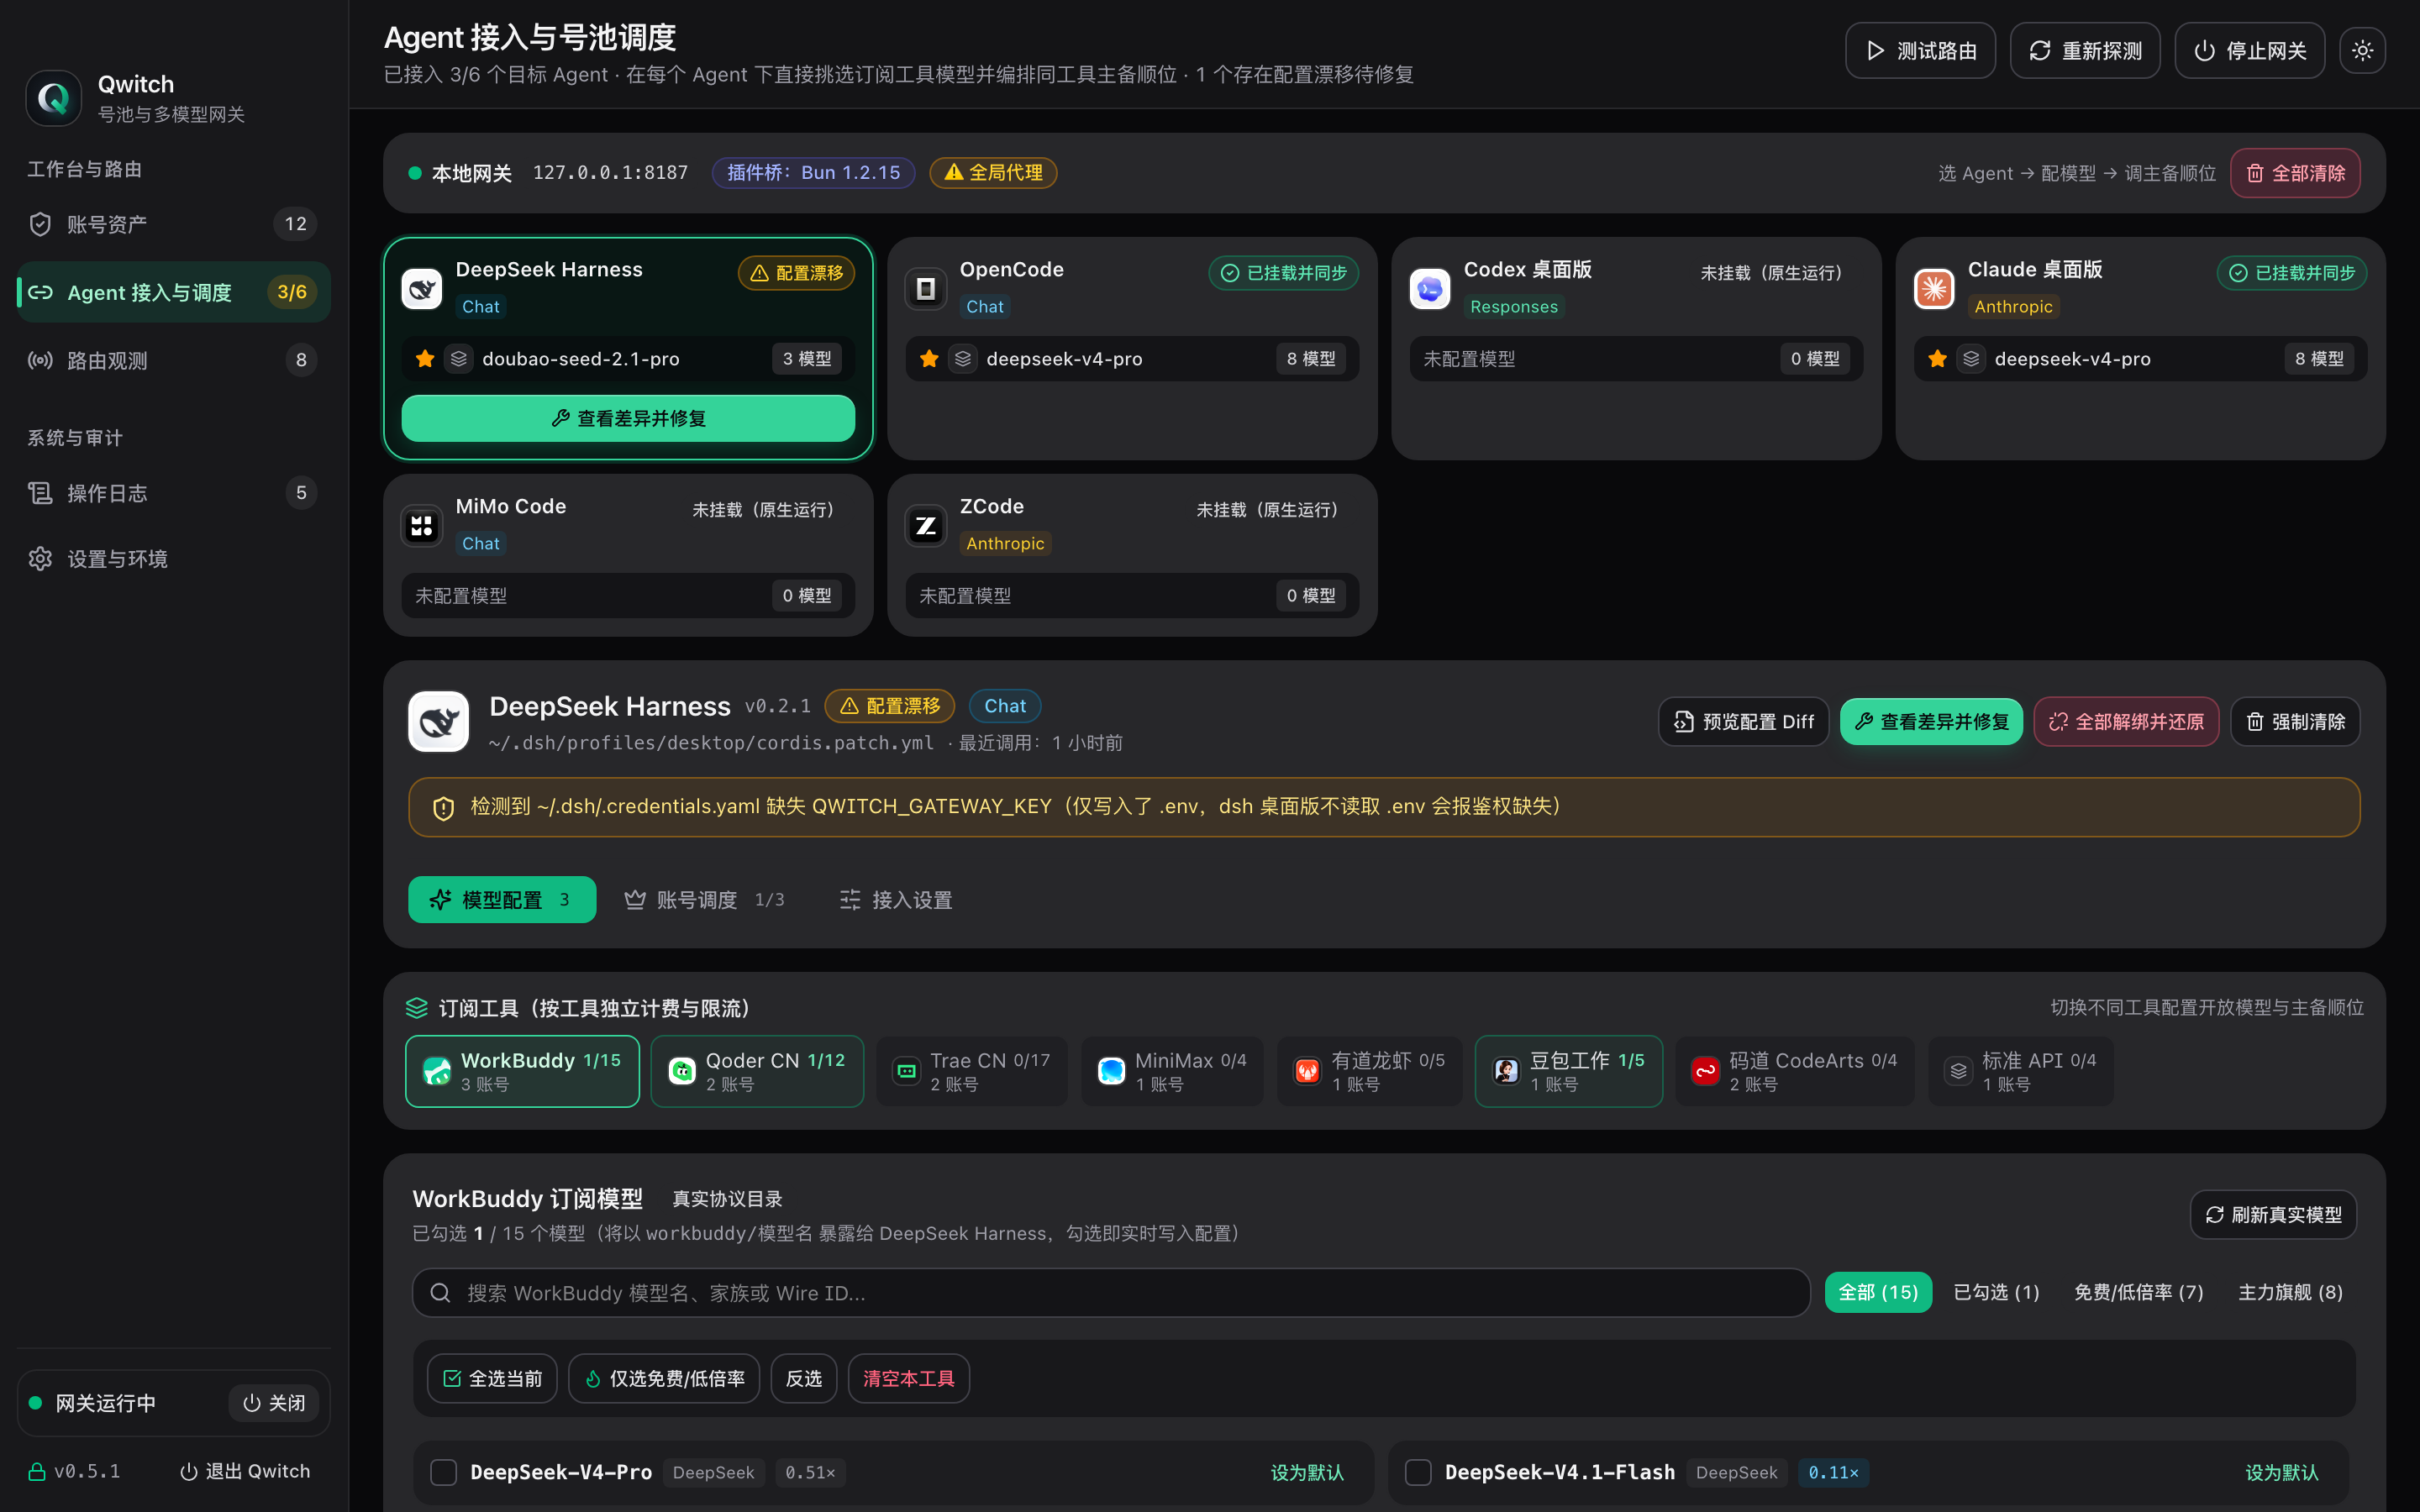 Qwitch
号池与多模型网关
工作台与路由
账号资产 12
Agent 接入与调度 3/6
路由观测 8
系统与审计
操作日志 5
设置与环境
网关运行中 关闭
v0.5.1 退出 Qwitch
Agent 接入与号池调度
已接入 3/6 个目标 Agent · 在每个 Agent 下直接挑选订阅工具模型并编排同工具主备顺位 · 1 个存在配置漂移待修复
测试路由 重新探测 停止网关
本地网关 127.0.0.1:8187 插件桥：Bun 1.2.15 全局代理 选 Agent → 配模型 → 调主备顺位 全部清除
DeepSeek Harness 配置漂移
Chat
doubao-seed-2.1-pro 3 模型
查看差异并修复
OpenCode 已挂载并同步
Chat
deepseek-v4-pro 8 模型
Codex 桌面版 未挂载（原生运行）
Responses
未配置模型 0 模型
Claude 桌面版 已挂载并同步
Anthropic
deepseek-v4-pro 8 模型
MiMo Code 未挂载（原生运行）
Chat
未配置模型 0 模型
ZCode 未挂载（原生运行）
Anthropic
未配置模型 0 模型
DeepSeek Harness v0.2.1 配置漂移 Chat
~/.dsh/profiles/desktop/cordis.patch.yml · 最近调用：1 小时前
预览配置 Diff 查看差异并修复 全部解绑并还原 强制清除
检测到 ~/.dsh/.credentials.yaml 缺失 QWITCH_GATEWAY_KEY（仅写入了 .env，dsh 桌面版不读取 .env 会报鉴权缺失）
模型配置 3 账号调度 1/3 接入设置
订阅工具（按工具独立计费与限流） 切换不同工具配置开放模型与主备顺位
WorkBuddy 1/15
3 账号
Qoder CN 1/12
2 账号
Trae CN 0/17
2 账号
MiniMax 0/4
1 账号
有道龙虾 0/5
1 账号
豆包工作 1/5
1 账号
码道 CodeArts 0/4
2 账号
标准 API 0/4
1 账号
WorkBuddy 订阅模型 真实协议目录
已勾选 1 / 15 个模型（将以 workbuddy/模型名 暴露给 DeepSeek Harness，勾选即实时写入配置）
刷新真实模型
搜索 WorkBuddy 模型名、家族或 Wire ID... 全部 (15) 已勾选 (1) 免费/低倍率 (7) 主力旗舰 (8)
全选当前 仅选免费/低倍率 反选 清空本工具
DeepSeek-V4-Pro DeepSeek 0.51× 设为默认
DeepSeek-V4.1-Flash DeepSeek 0.11× 设为默认